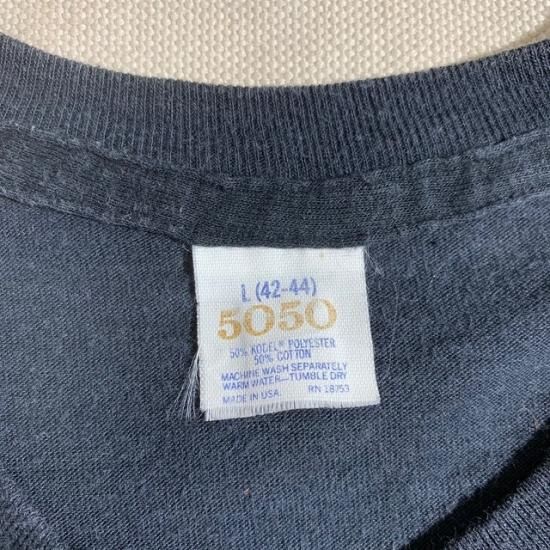 L (42-44)
5050
50% KODEL® POLYESTER
50% COTTON
MACHINE WASH SEPARATELY
WARM WATER—TUMBLE DRY
MADE IN USA. RN 18753